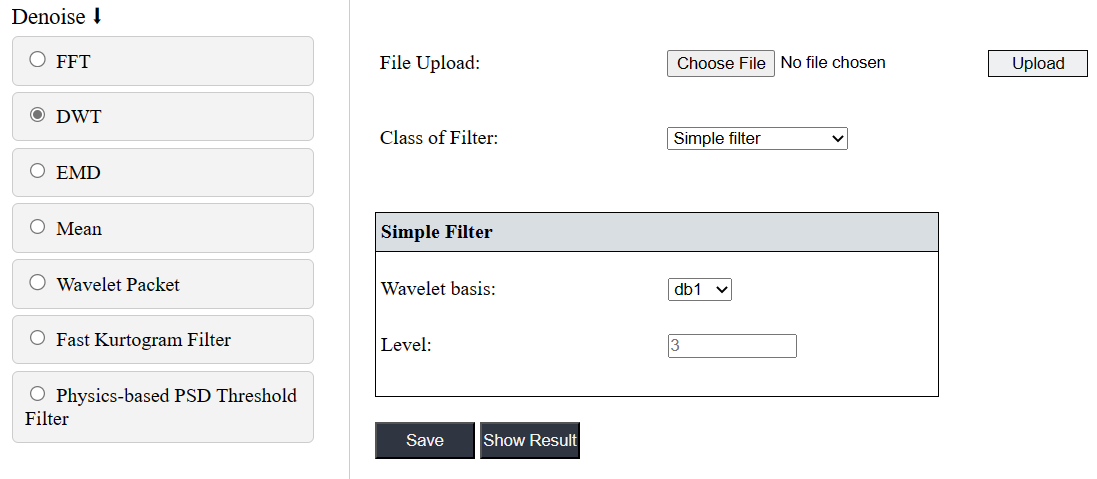 Denoise ⬇
FFT
DWT
EMD
Mean
Wavelet Packet
Fast Kurtogram Filter
Physics-based PSD Threshold
Filter
File Upload: Choose File No file chosen Upload
Class of Filter: Simple filter
Simple Filter
Wavelet basis: db1
Level: 3
Save Show Result